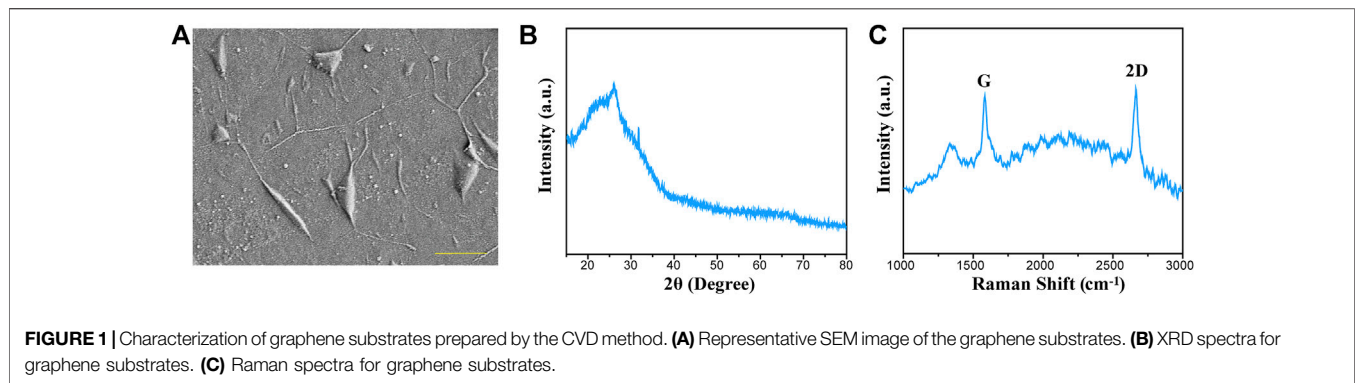 A
B
C
Intensity (a.u.)
20 30 40 50 60 70 80
2θ (Degree)
Intensity (a.u.)
G
2D
1000 1500 2000 2500 3000
Raman Shift (cm-1)
FIGURE 1 | Characterization of graphene substrates prepared by the CVD method. (A) Representative SEM image of the graphene substrates. (B) XRD spectra for
graphene substrates. (C) Raman spectra for graphene substrates.